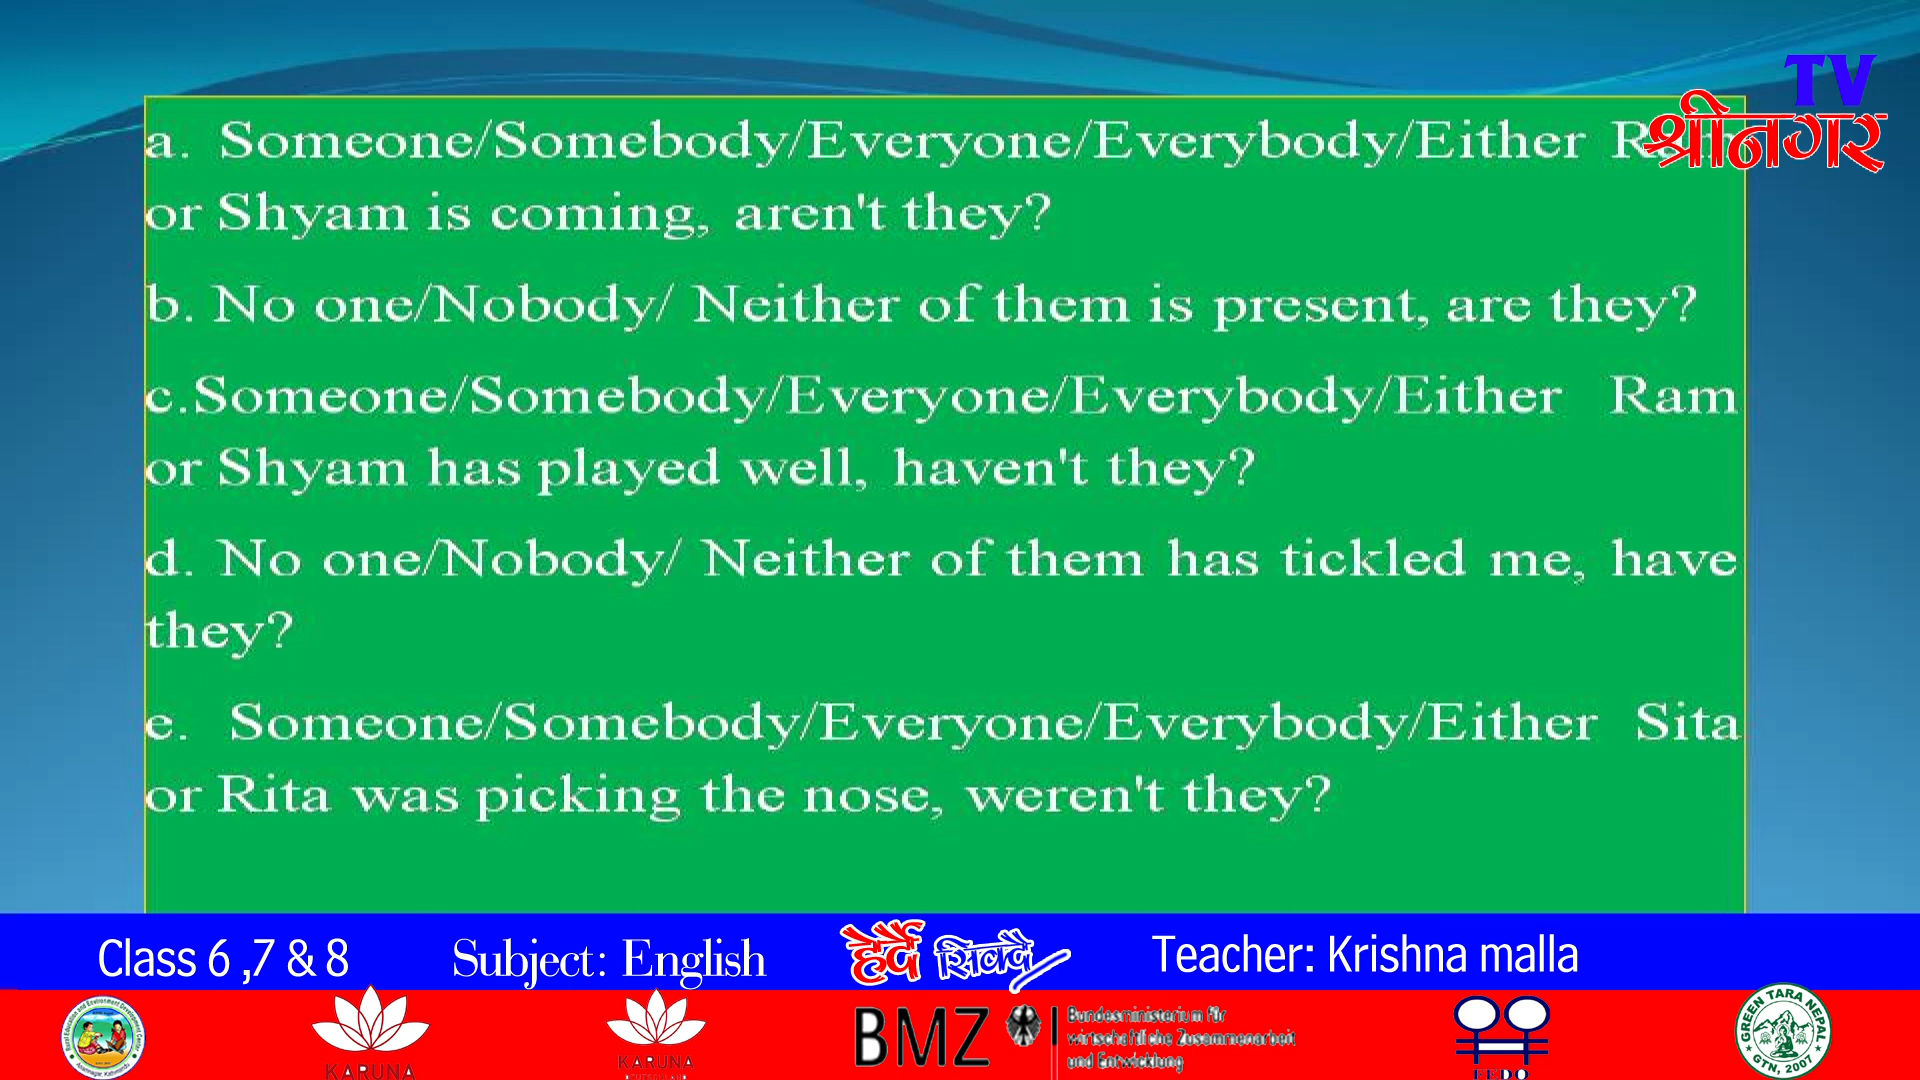 TV
श्रीनगर
a. Someone/Somebody/Everyone/Everybody/Either
or Shyam is coming, aren't they?
b. No one/Nobody/ Neither of them is present, are they?
c.Someone/Somebody/Everyone/Everybody/Either Ram
or Shyam has played well, haven't they?
d. No one/Nobody/ Neither of them has tickled me, have
they?
e. Someone/Somebody/Everyone/Everybody/Either Sita
or Rita was picking the nose, weren't they?
Class 6 ,7 & 8 Subject: English हेर्दै सिक्दै Teacher: Krishna malla
KARUNA
KARUNA
BMZ
Bundesministerium für
wirtschaftliche Zusammenarbeit
und Entwicklung
FEDO
GREEN TARA NEPAL
GTN, 2007